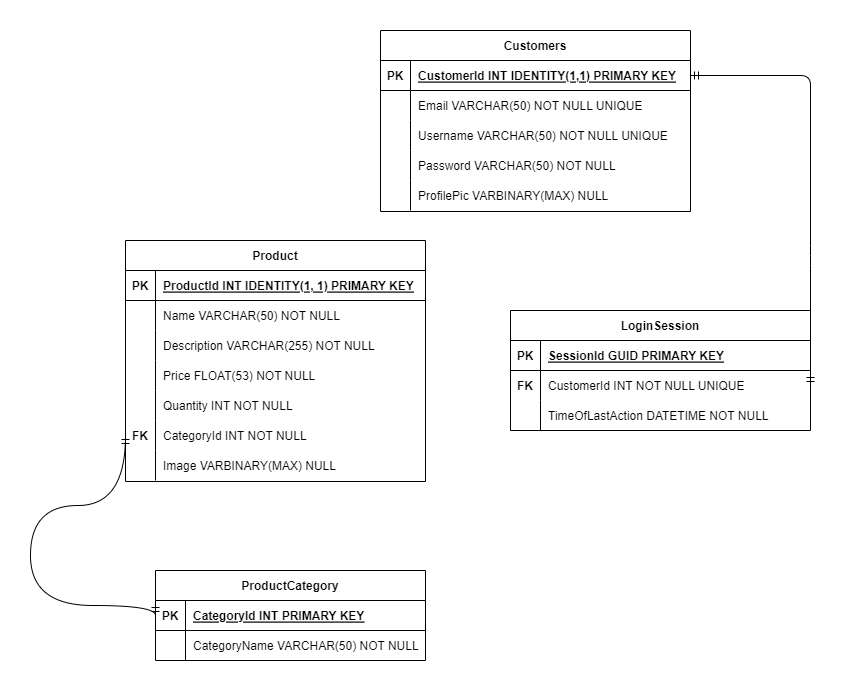 Customers
PK CustomerId INT IDENTITY(1,1) PRIMARY KEY
Email VARCHAR(50) NOT NULL UNIQUE
Username VARCHAR(50) NOT NULL UNIQUE
Password VARCHAR(50) NOT NULL
ProfilePic VARBINARY(MAX) NULL
Product
PK ProductId INT IDENTITY(1, 1) PRIMARY KEY
Name VARCHAR(50) NOT NULL
Description VARCHAR(255) NOT NULL
Price FLOAT(53) NOT NULL
Quantity INT NOT NULL
FK CategoryId INT NOT NULL
Image VARBINARY(MAX) NULL
LoginSession
PK SessionId GUID PRIMARY KEY
FK CustomerId INT NOT NULL UNIQUE
TimeOfLastAction DATETIME NOT NULL
ProductCategory
PK CategoryId INT PRIMARY KEY
CategoryName VARCHAR(50) NOT NULL